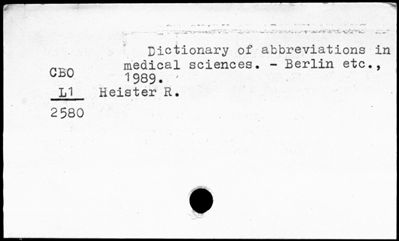 Dictionary of abbreviations in
medical sciences. - Berlin etc.,
1989.
CBO
L1 Heister R.
2580